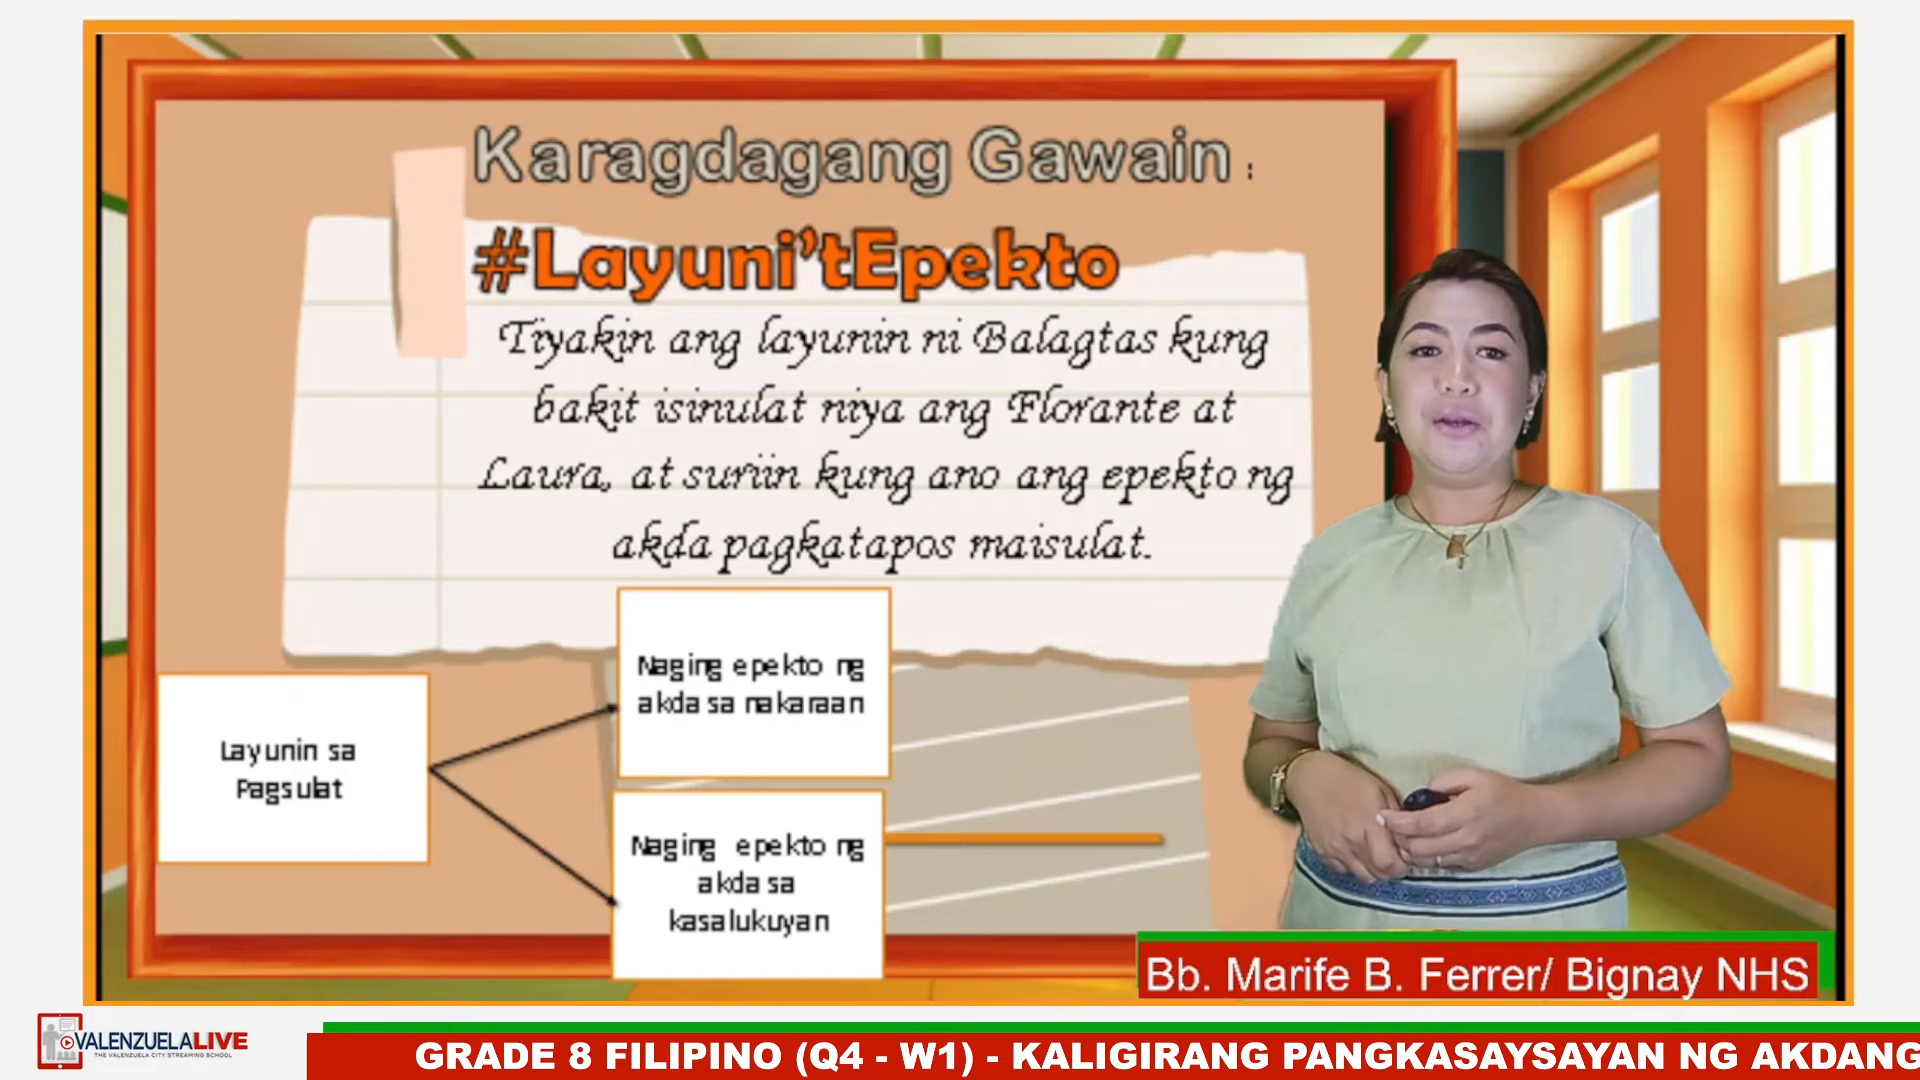 Karagdagang Gawain :
#Layuni'tEpekto
Tiyakin ang layunin ni Balagtas kung
bakit isinulat niya ang Florante at
Laura, at suriin kung ano ang epekto ng
akda pagkatapos maisulat.
Layunin sa
Pagsulat
Naging epekto ng
akda sa nakaraan
Naging epekto ng
akda sa
kasalukuyan
Bb. Marife B. Ferrer/ Bignay NHS
VALENZUELALIVE
THE VALENZUELA CITY STREAMING SCHOOL
GRADE 8 FILIPINO (Q4 - W1) - KALIGIRANG PANGKASAYSAYAN NG AKDANG